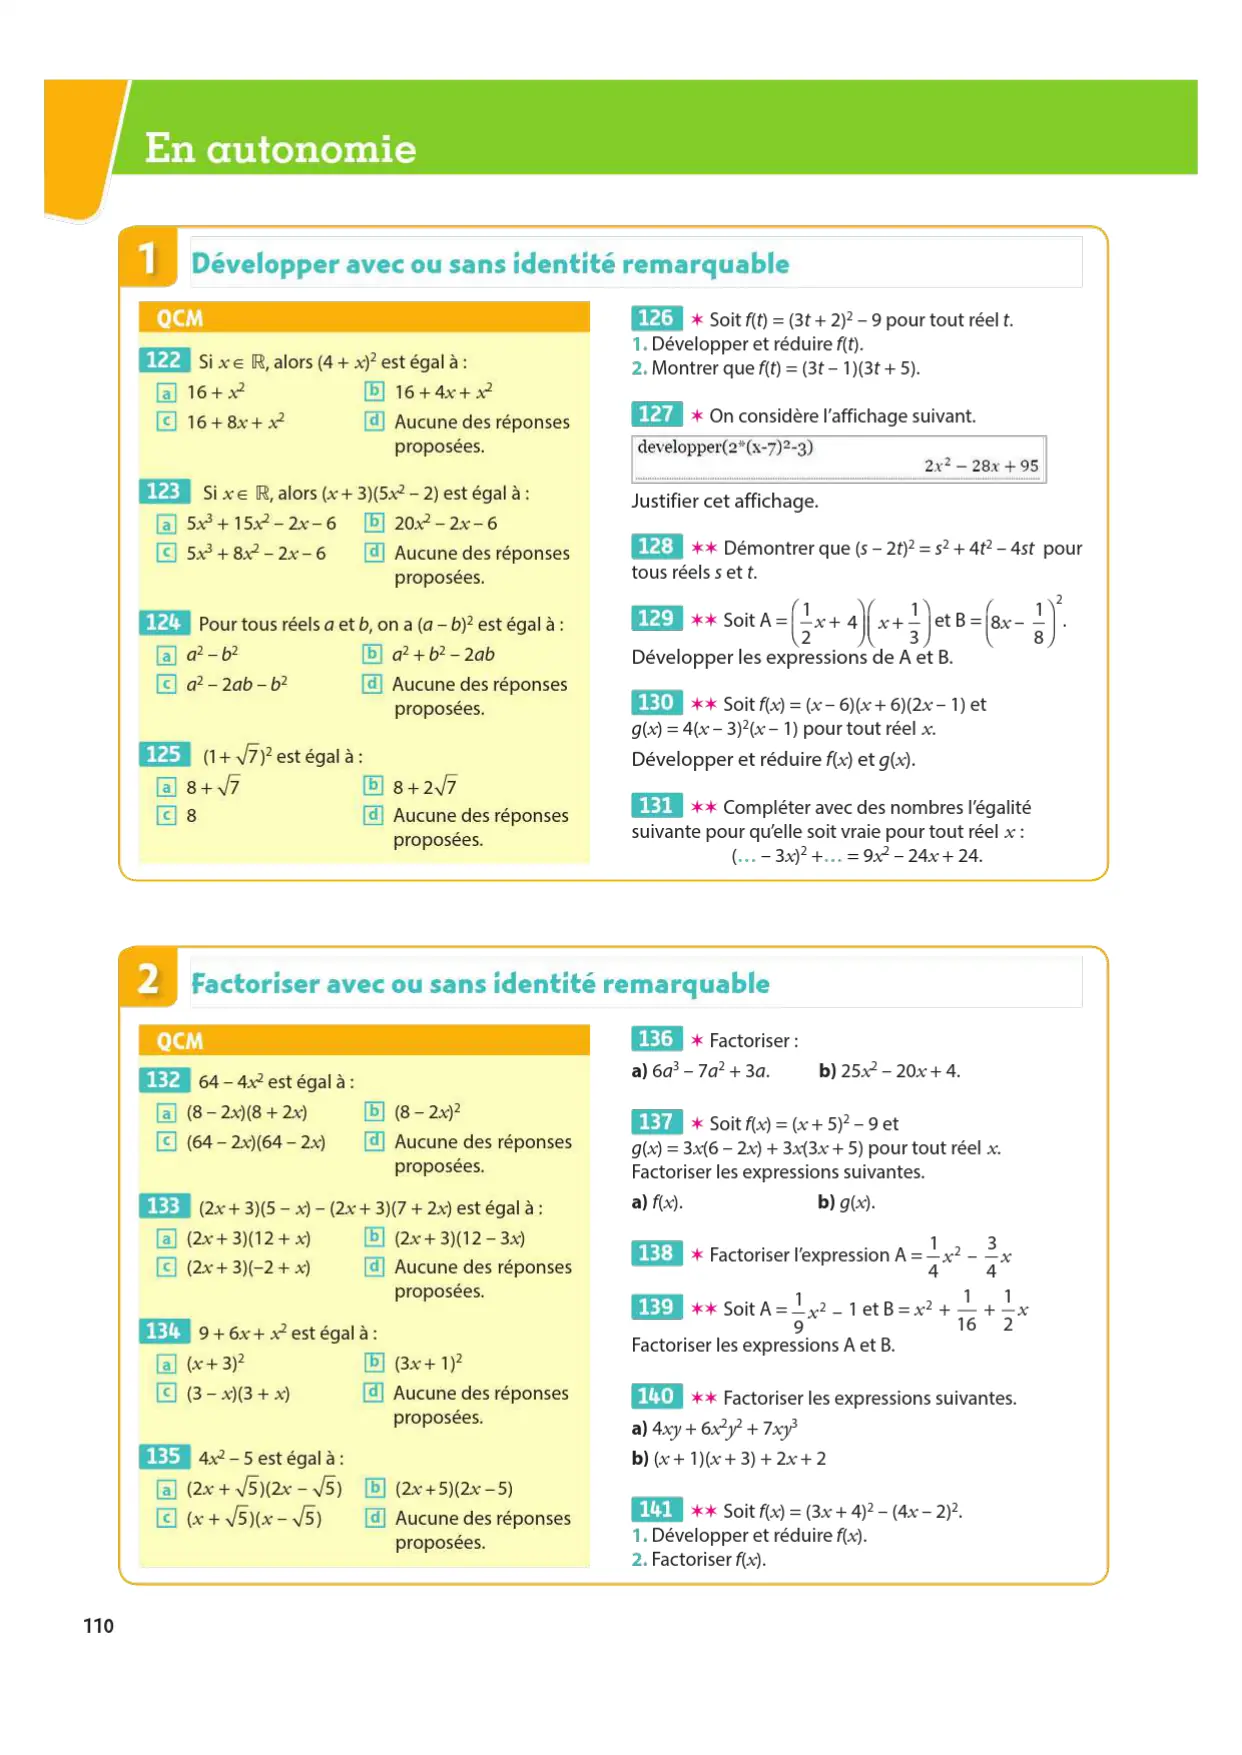 En autonomie
1 Développer avec ou sans identité remarquable
QCM
122 Si x ∈ ℝ, alors (4 + x)² est égal à :
a 16 + x² b 16 + 4x + x²
c 16 + 8x + x² d Aucune des réponses
proposées.
123 Si x ∈ ℝ, alors (x + 3)(5x² – 2) est égal à :
a 5x³ + 15x² – 2x – 6 b 20x² – 2x – 6
c 5x³ + 8x² – 2x – 6 d Aucune des réponses
proposées.
124 Pour tous réels a et b, on a (a – b)² est égal à :
a a² – b² b a² + b² – 2ab
c a² – 2ab – b² d Aucune des réponses
proposées.
125 (1 + √7)² est égal à :
a 8 + √7 b 8 + 2√7
c 8 d Aucune des réponses
proposées.
126 ✶ Soit f(t) = (3t + 2)² – 9 pour tout réel t.
1. Développer et réduire f(t).
2. Montrer que f(t) = (3t – 1)(3t + 5).
127 ✶ On considère l'affichage suivant.
developper(2*(x-7)²-3)
2x² – 28x + 95
Justifier cet affichage.
128 ✶✶ Démontrer que (s – 2t)² = s² + 4t² – 4st pour
tous réels s et t.
129 ✶✶ Soit A = (1/2 x + 4)(x + 1/3) et B = (8x – 1/8)².
Développer les expressions de A et B.
130 ✶✶ Soit f(x) = (x – 6)(x + 6)(2x – 1) et
g(x) = 4(x – 3)²(x – 1) pour tout réel x.
Développer et réduire f(x) et g(x).
131 ✶✶ Compléter avec des nombres l'égalité
suivante pour qu'elle soit vraie pour tout réel x :
(... – 3x)² +... = 9x² – 24x + 24.
2 Factoriser avec ou sans identité remarquable
QCM
132 64 – 4x² est égal à :
a (8 – 2x)(8 + 2x) b (8 – 2x)²
c (64 – 2x)(64 – 2x) d Aucune des réponses
proposées.
133 (2x + 3)(5 – x) – (2x + 3)(7 + 2x) est égal à :
a (2x + 3)(12 + x) b (2x + 3)(12 – 3x)
c (2x + 3)(–2 + x) d Aucune des réponses
proposées.
134 9 + 6x + x² est égal à :
a (x + 3)² b (3x + 1)²
c (3 – x)(3 + x) d Aucune des réponses
proposées.
135 4x² – 5 est égal à :
a (2x + √5)(2x – √5) b (2x + 5)(2x – 5)
c (x + √5)(x – √5) d Aucune des réponses
proposées.
136 ✶ Factoriser :
a) 6a³ – 7a² + 3a. b) 25x² – 20x + 4.
137 ✶ Soit f(x) = (x + 5)² – 9 et
g(x) = 3x(6 – 2x) + 3x(3x + 5) pour tout réel x.
Factoriser les expressions suivantes.
a) f(x). b) g(x).
138 ✶ Factoriser l'expression A = 1/4 x² – 3/4 x
139 ✶✶ Soit A = 1/9 x² – 1 et B = x² + 1/16 + 1/2 x
Factoriser les expressions A et B.
140 ✶✶ Factoriser les expressions suivantes.
a) 4xy + 6x²y² + 7xy³
b) (x + 1)(x + 3) + 2x + 2
141 ✶✶ Soit f(x) = (3x + 4)² – (4x – 2)².
1. Développer et réduire f(x).
2. Factoriser f(x).
110